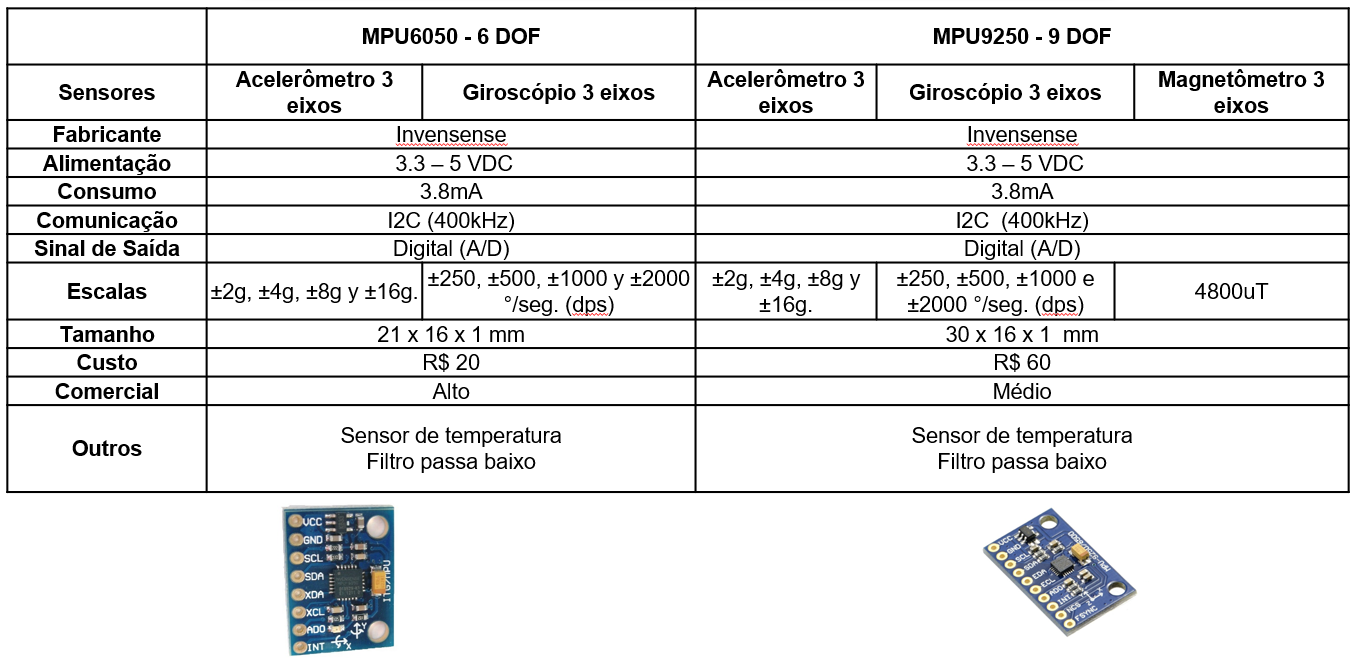 MPU6050 - 6 DOF
MPU9250 - 9 DOF
Sensores
Acelerômetro 3
eixos
Giroscópio 3 eixos
Acelerômetro 3
eixos
Giroscópio 3 eixos
Magnetômetro 3
eixos
Fabricante
Invensense
Invensense
Alimentação
3.3 – 5 VDC
3.3 – 5 VDC
Consumo
3.8mA
3.8mA
Comunicação
I2C (400kHz)
I2C  (400kHz)
Sinal de Saída
Digital (A/D)
Digital (A/D)
Escalas
±2g, ±4g, ±8g y ±16g.
±250, ±500, ±1000 y ±2000
°/seg. (dps)
±2g, ±4g, ±8g y
±16g.
±250, ±500, ±1000 e
±2000 °/seg. (dps)
4800uT
Tamanho
21 x 16 x 1 mm
30 x 16 x 1  mm
Custo
R$ 20
R$ 60
Comercial
Alto
Médio
Outros
Sensor de temperatura
Filtro passa baixo
Sensor de temperatura
Filtro passa baixo
VCC
GND
SCL
SDA
XDA
XCL
ADO
INT
ITG/MPU
X
Y
VCC
GND
SCL
SDA
EDA
ECL
ADO
INT
NCS
FSYNC
MPU-9250/6500